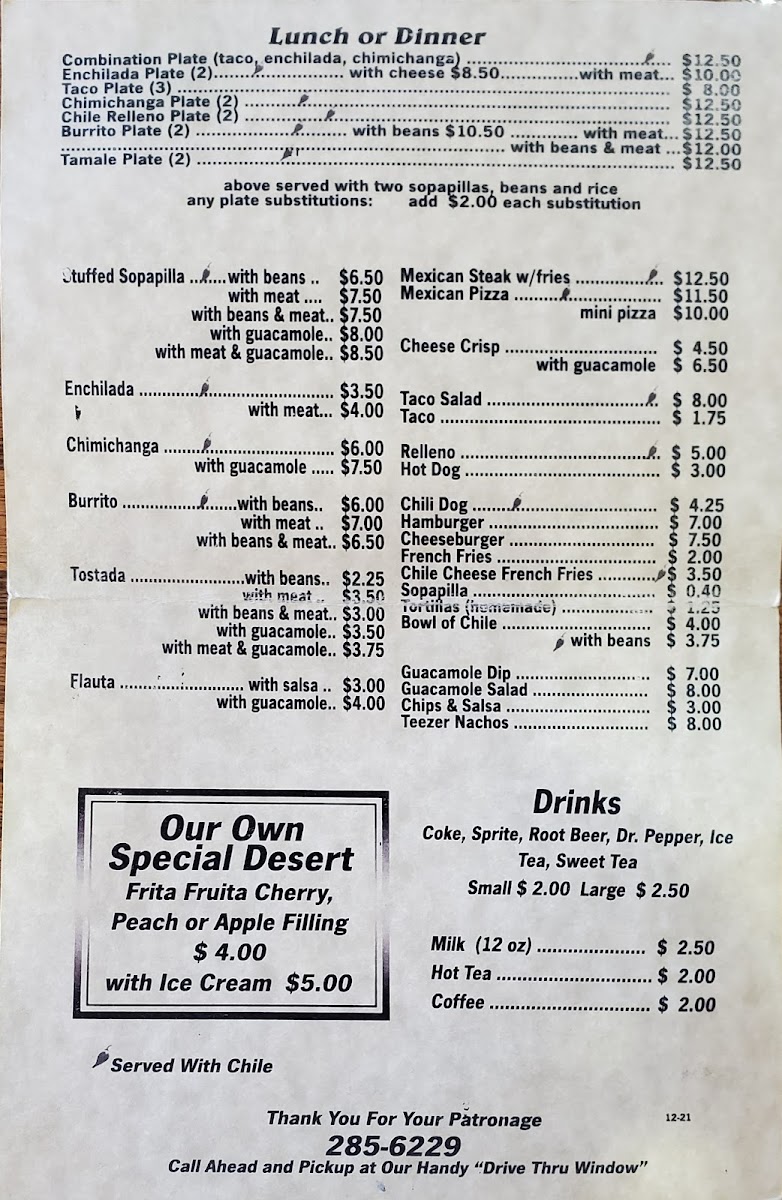 Lunch or Dinner
Combination Plate (taco, enchilada, chimichanga) ........ $12.50
Enchilada Plate (2)........ with cheese $8.50........with meat... $10.00
Taco Plate (3) ........ $ 8.00
Chimichanga Plate (2) ........ $12.50
Chile Relleno Plate (2) ........ $12.50
Burrito Plate (2) ........ with beans $10.50 ........ with meat... $12.50
........ with beans & meat ...$12.00
Tamale Plate (2) ........ $12.50
above served with two sopapillas, beans and rice
any plate substitutions: add $2.00 each substitution
Stuffed Sopapilla ........with beans .. $6.50
with meat .... $7.50
with beans & meat.. $7.50
with guacamole.. $8.00
with meat & guacamole.. $8.50
Enchilada ........ $3.50
with meat... $4.00
Chimichanga ........ $6.00
with guacamole ..... $7.50
Burrito ........with beans.. $6.00
with meat .. $7.00
with beans & meat.. $6.50
Tostada ........with beans.. $2.25
with meat .. $3.50
with beans & meat.. $3.00
with guacamole.. $3.50
with meat & guacamole.. $3.75
Flauta ........ with salsa .. $3.00
with guacamole.. $4.00
Mexican Steak w/fries ........ $12.50
Mexican Pizza ........ $11.50
mini pizza $10.00
Cheese Crisp ........ $ 4.50
with guacamole $ 6.50
Taco Salad ........ $ 8.00
Taco ........ $ 1.75
Relleno ........ $ 5.00
Hot Dog ........ $ 3.00
Chili Dog ........ $ 4.25
Hamburger ........ $ 7.00
Cheeseburger ........ $ 7.50
French Fries ........ $ 2.00
Chile Cheese French Fries ........ $ 3.50
Sopapilla ........ $ 0.40
Tortillas (homemade) ........ $ 1.25
Bowl of Chile ........ $ 4.00
with beans $ 3.75
Guacamole Dip ........ $ 7.00
Guacamole Salad ........ $ 8.00
Chips & Salsa ........ $ 3.00
Teezer Nachos ........ $ 8.00
Our Own
Special Desert
Frita Fruita Cherry,
Peach or Apple Filling
$ 4.00
with Ice Cream $5.00
Drinks
Coke, Sprite, Root Beer, Dr. Pepper, Ice
Tea, Sweet Tea
Small $ 2.00 Large $ 2.50
Milk (12 oz) ........ $ 2.50
Hot Tea ........ $ 2.00
Coffee ........ $ 2.00
Served With Chile
Thank You For Your Patronage
12-21
285-6229
Call Ahead and Pickup at Our Handy "Drive Thru Window"